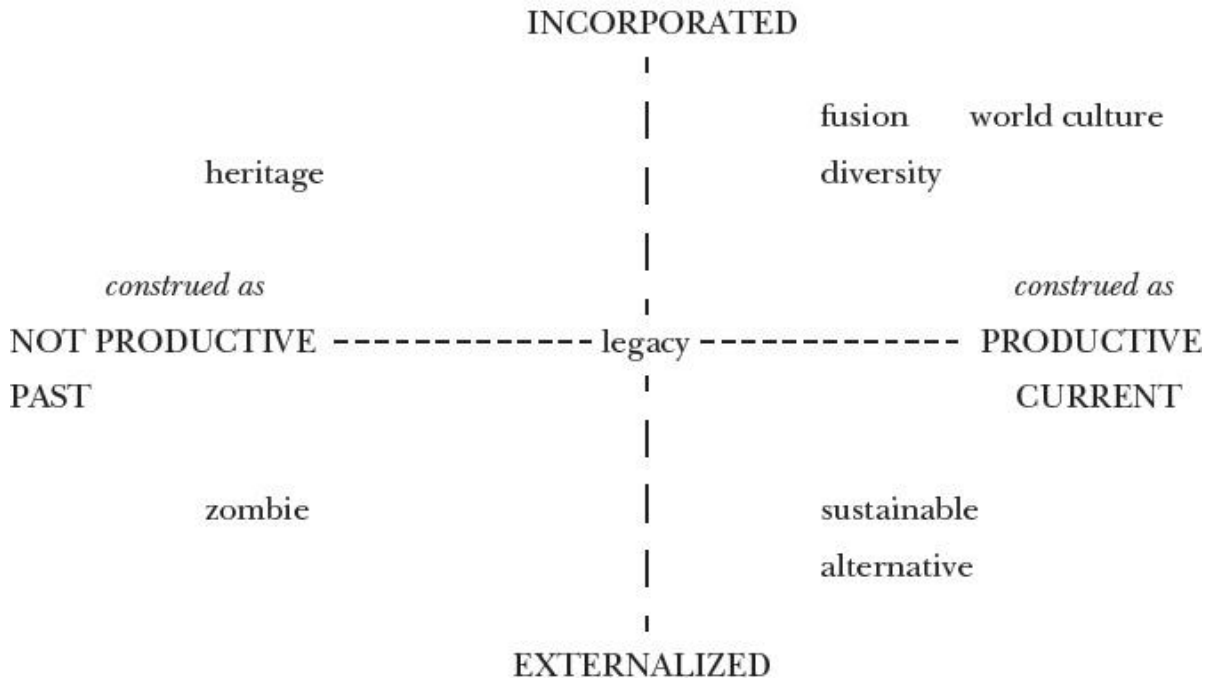 INCORPORATED
fusion world culture
heritage
diversity
construed as
construed as
NOT PRODUCTIVE legacy PRODUCTIVE
PAST
CURRENT
zombie
sustainable
alternative
EXTERNALIZED